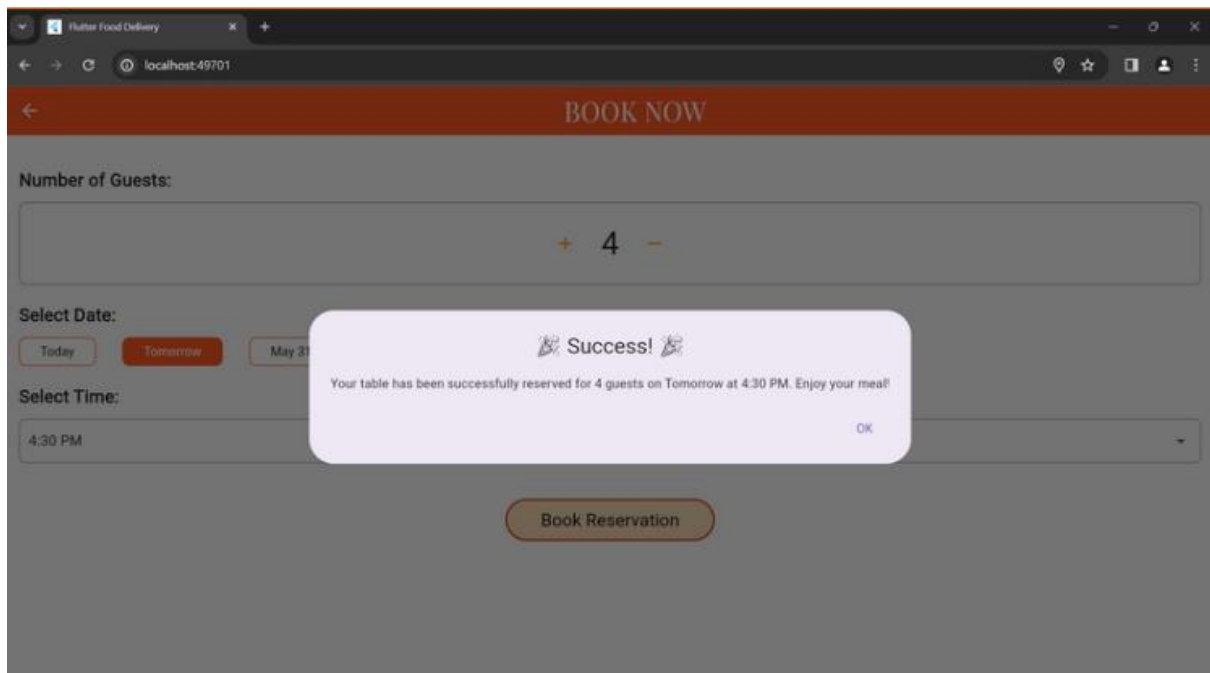 Flutter Food Delivery
localhost:49701
BOOK NOW
Number of Guests:
+ 4 −
Select Date:
Today Tomorrow May 31
🎉 Success! 🎉
Your table has been successfully reserved for 4 guests on Tomorrow at 4:30 PM. Enjoy your meal!
OK
Select Time:
4:30 PM
Book Reservation